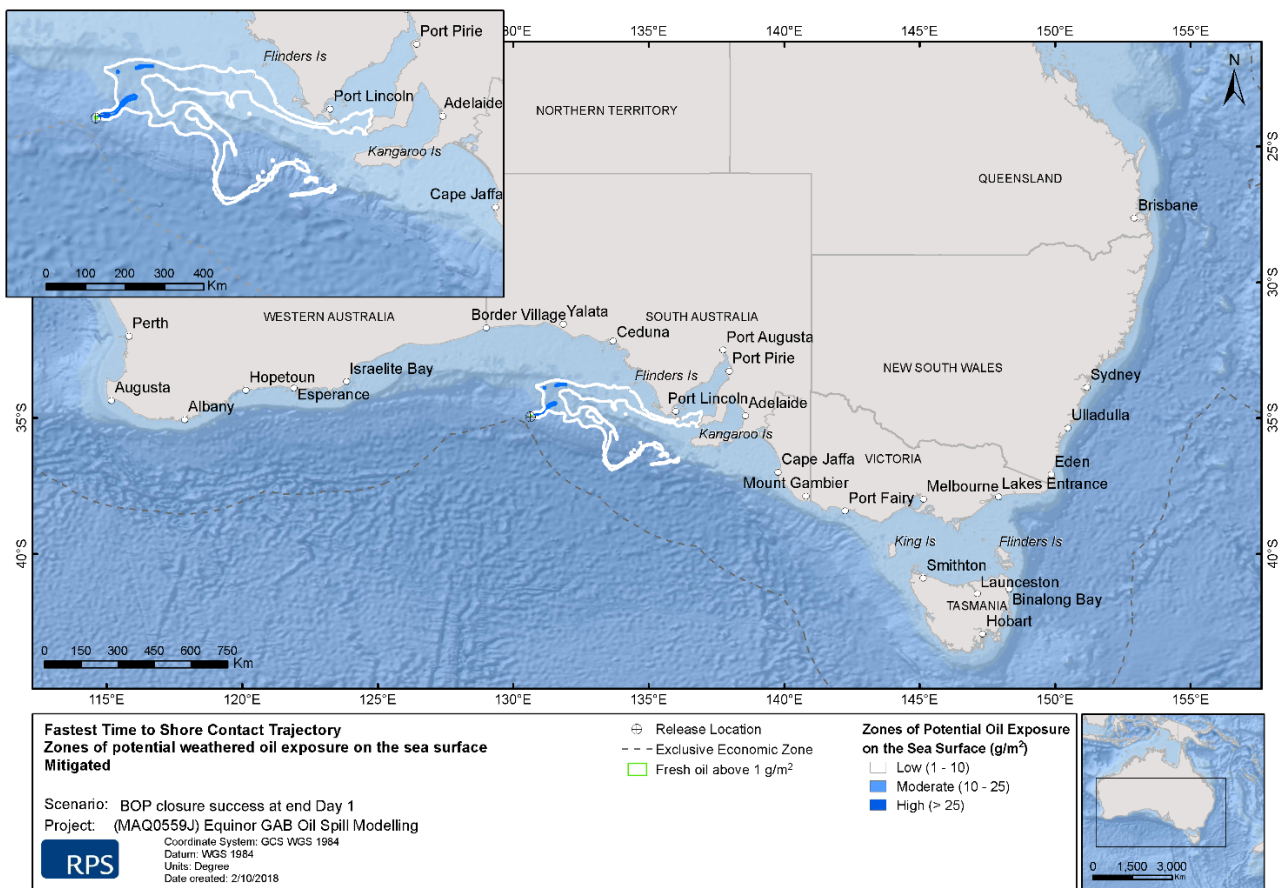 Port Pirie
Flinders Is
Port Lincoln
Adelaide
Kangaroo Is
Cape Jaffa
0 100 200 300 400
Km
130°E 135°E 140°E 145°E 150°E 155°E
N
NORTHERN TERRITORY
25°S
QUEENSLAND
Brisbane
30°S
Border Village
Yalata
Perth
WESTERN AUSTRALIA
SOUTH AUSTRALIA
Ceduna
Port Augusta
Port Pirie
NEW SOUTH WALES
Israelite Bay
Flinders Is
Sydney
Augusta
Hopetoun
Esperance
Port Lincoln
Adelaide
Albany
Ulladulla
35°S
35°S
Kangaroo Is
Cape Jaffa
VICTORIA
Eden
Mount Gambier
Melbourne
Lakes Entrance
Port Fairy
40°S
King Is
Flinders Is
40°S
Smithton
Launceston
TASMANIA
Binalong Bay
Hobart
0 150 300 450 600 750
Km
115°E 120°E 125°E 130°E 135°E 140°E 145°E 150°E 155°E
Fastest Time to Shore Contact Trajectory
Zones of potential weathered oil exposure on the sea surface
Mitigated
Scenario: BOP closure success at end Day 1
Project: (MAQ0559J) Equinor GAB Oil Spill Modelling
RPS
Coordinate System: GCS WGS 1984
Datum: WGS 1984
Units: Degree
Date created: 2/10/2018
Release Location
Exclusive Economic Zone
Fresh oil above 1 g/m²
Zones of Potential Oil Exposure
on the Sea Surface (g/m²)
Low (1 - 10)
Moderate (10 - 25)
High (> 25)
0 1,500 3,000
Km